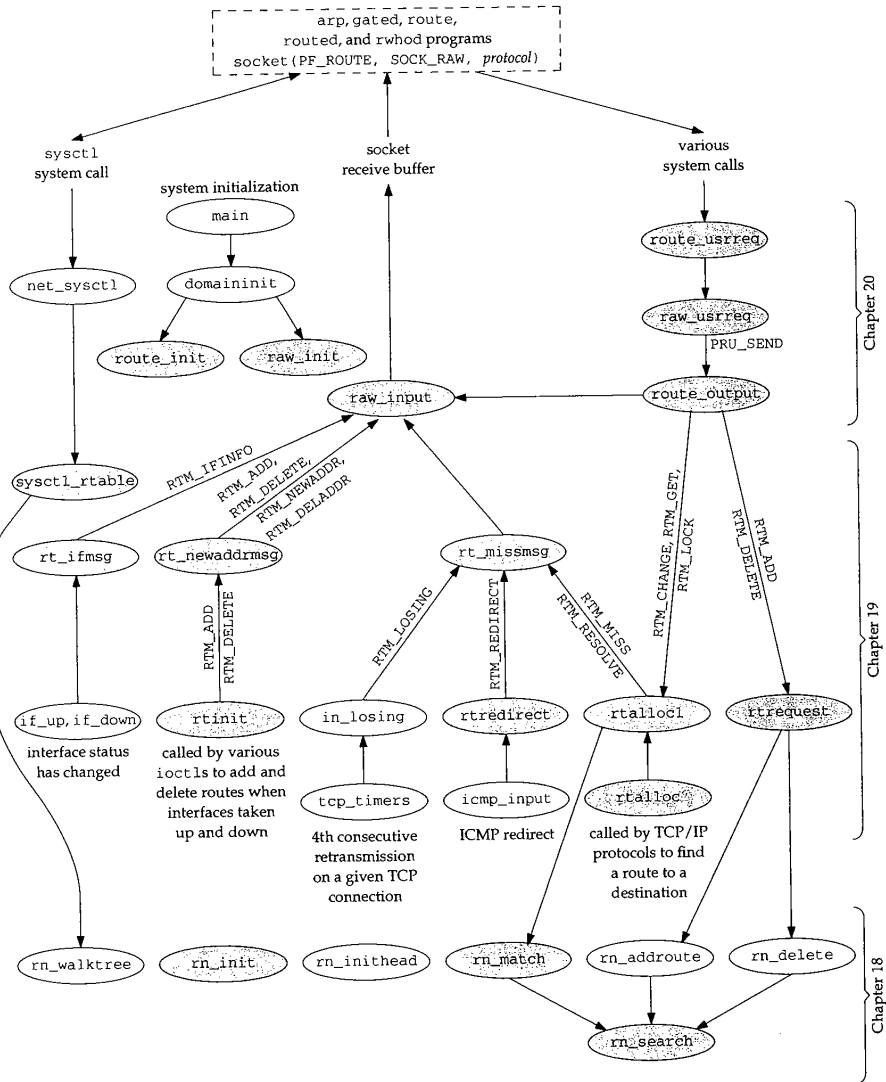 arp, gated, route,
routed, and rwhod programs
socket(PF_ROUTE, SOCK_RAW, protocol)
sysctl
system call
socket
receive buffer
various
system calls
system initialization
main
route_usrreq
net_sysctl
domaininit
raw_usrreq
PRU_SEND
route_init
raw_init
raw_input
route_output
Chapter 20
sysctl_rtable
RTM_IFINFO
RTM_ADD,
RTM_DELETE,
RTM_NEWADDR,
RTM_DELADDR
RTM_CHANGE, RTM_GET,
RTM_LOCK
RTM_ADD
RTM_DELETE
rt_ifmsg
rt_newaddrmsg
rt_missmsg
RTM_ADD
RTM_DELETE
RTM_LOSING
RTM_REDIRECT
RTM_MISS
RTM_RESOLVE
Chapter 19
if_up, if_down
rtinit
in_losing
rtredirect
rtalloc1
rtrequest
interface status
has changed
called by various
ioctls to add and
delete routes when
interfaces taken
up and down
tcp_timers
icmp_input
rtalloc
4th consecutive
retransmission
on a given TCP
connection
ICMP redirect
called by TCP/IP
protocols to find
a route to a
destination
rn_walktree
rn_init
rn_inithead
rn_match
rn_addroute
rn_delete
rn_search
Chapter 18